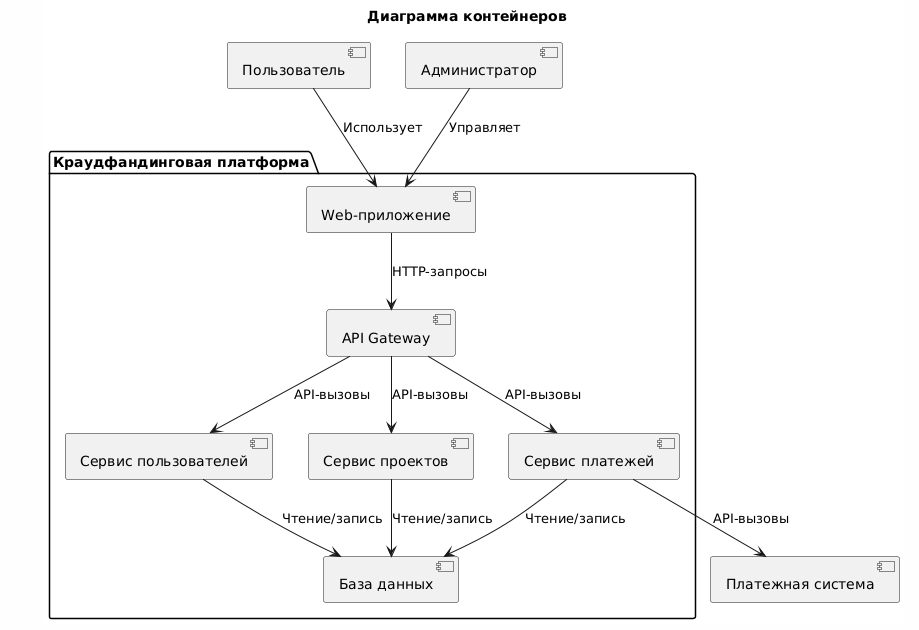 Диаграмма контейнеров
Пользователь
Администратор
Использует
Управляет
Краудфандинговая платформа
Web-приложение
HTTP-запросы
API Gateway
API-вызовы
API-вызовы
API-вызовы
Сервис пользователей
Сервис проектов
Сервис платежей
Чтение/запись
Чтение/запись
Чтение/запись
API-вызовы
База данных
Платежная система